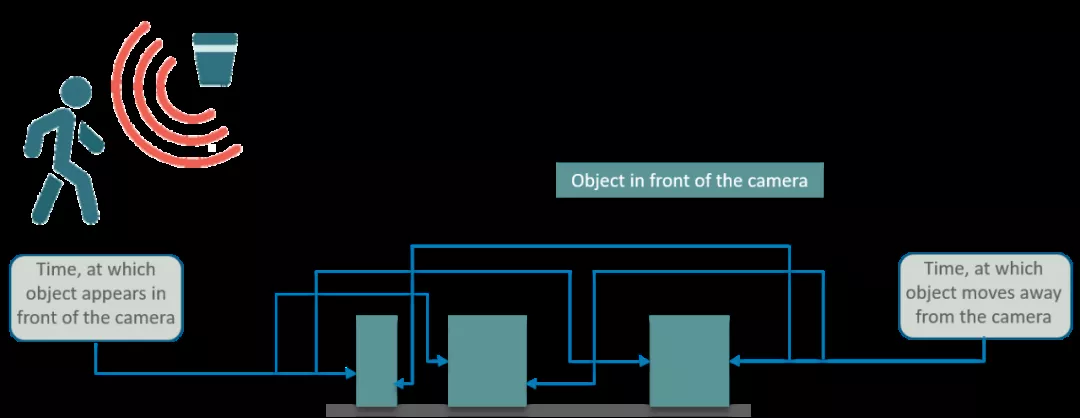 Object in front of the camera
Time, at which
object appears in
front of the camera
Time, at which
object moves away
from the camera